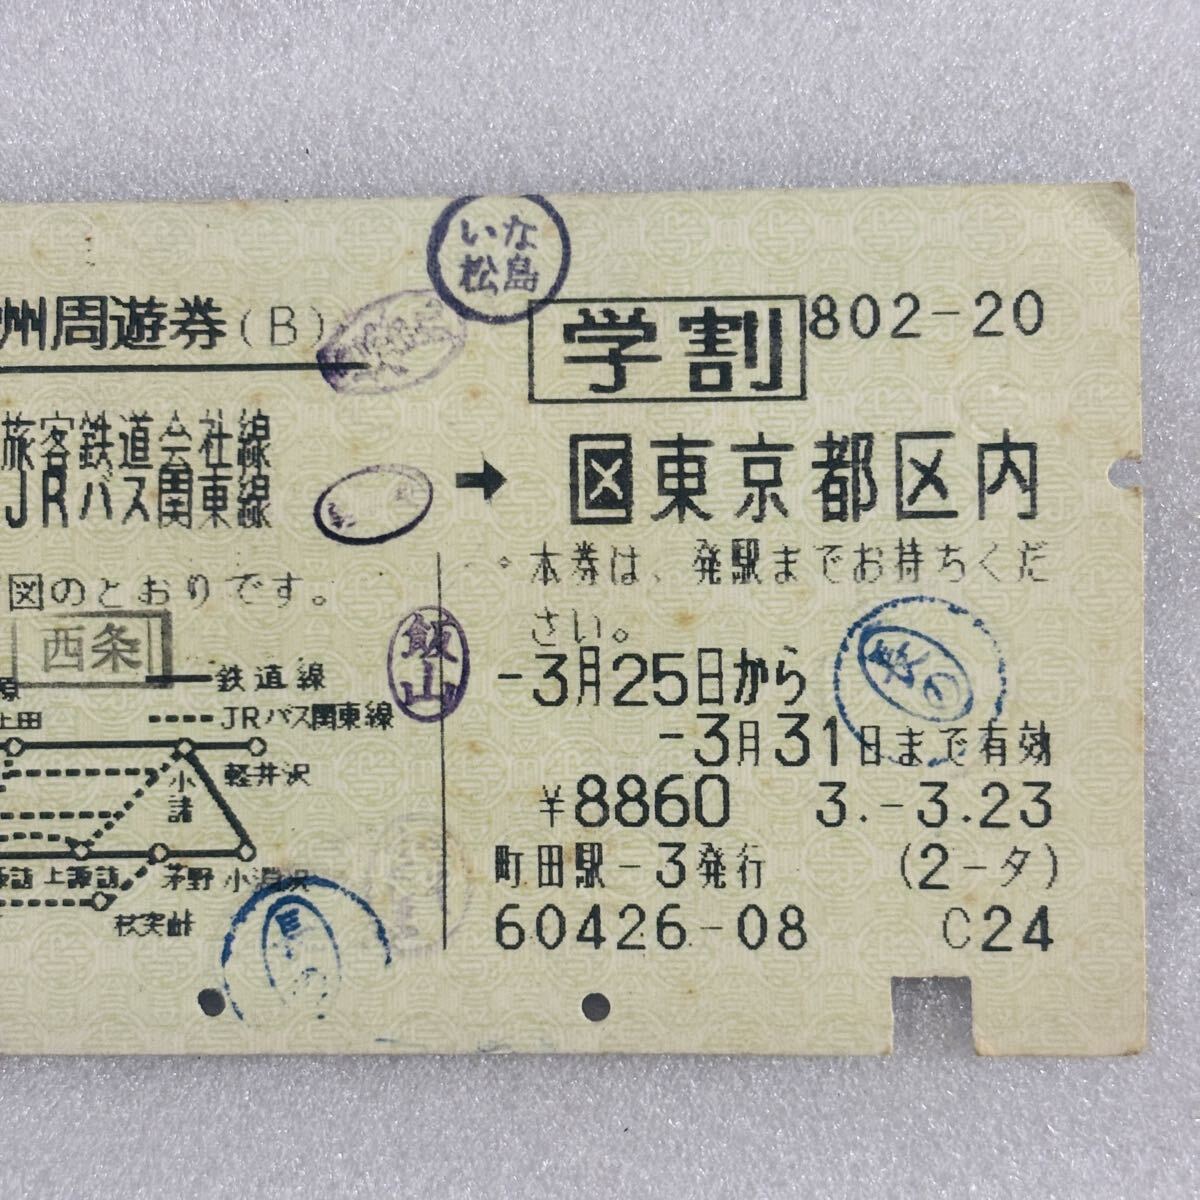 州周遊券(B)
いな
松島
学割
802-20
旅客鉄道会社線
JRバス関東線
➡ 区東京都区内
図のとおりです。
・本券は、発駅までお持ちくだ
さい。
西条
飯山
-3月25日から
-3月31日まで有効
鉄道線
上田
JRバス関東線
軽井沢
小諸
¥8860 3.-3.23
上諏訪 茅野 小淵沢
町田駅-3発行 (2-タ)
杖突峠
60426-08 C24